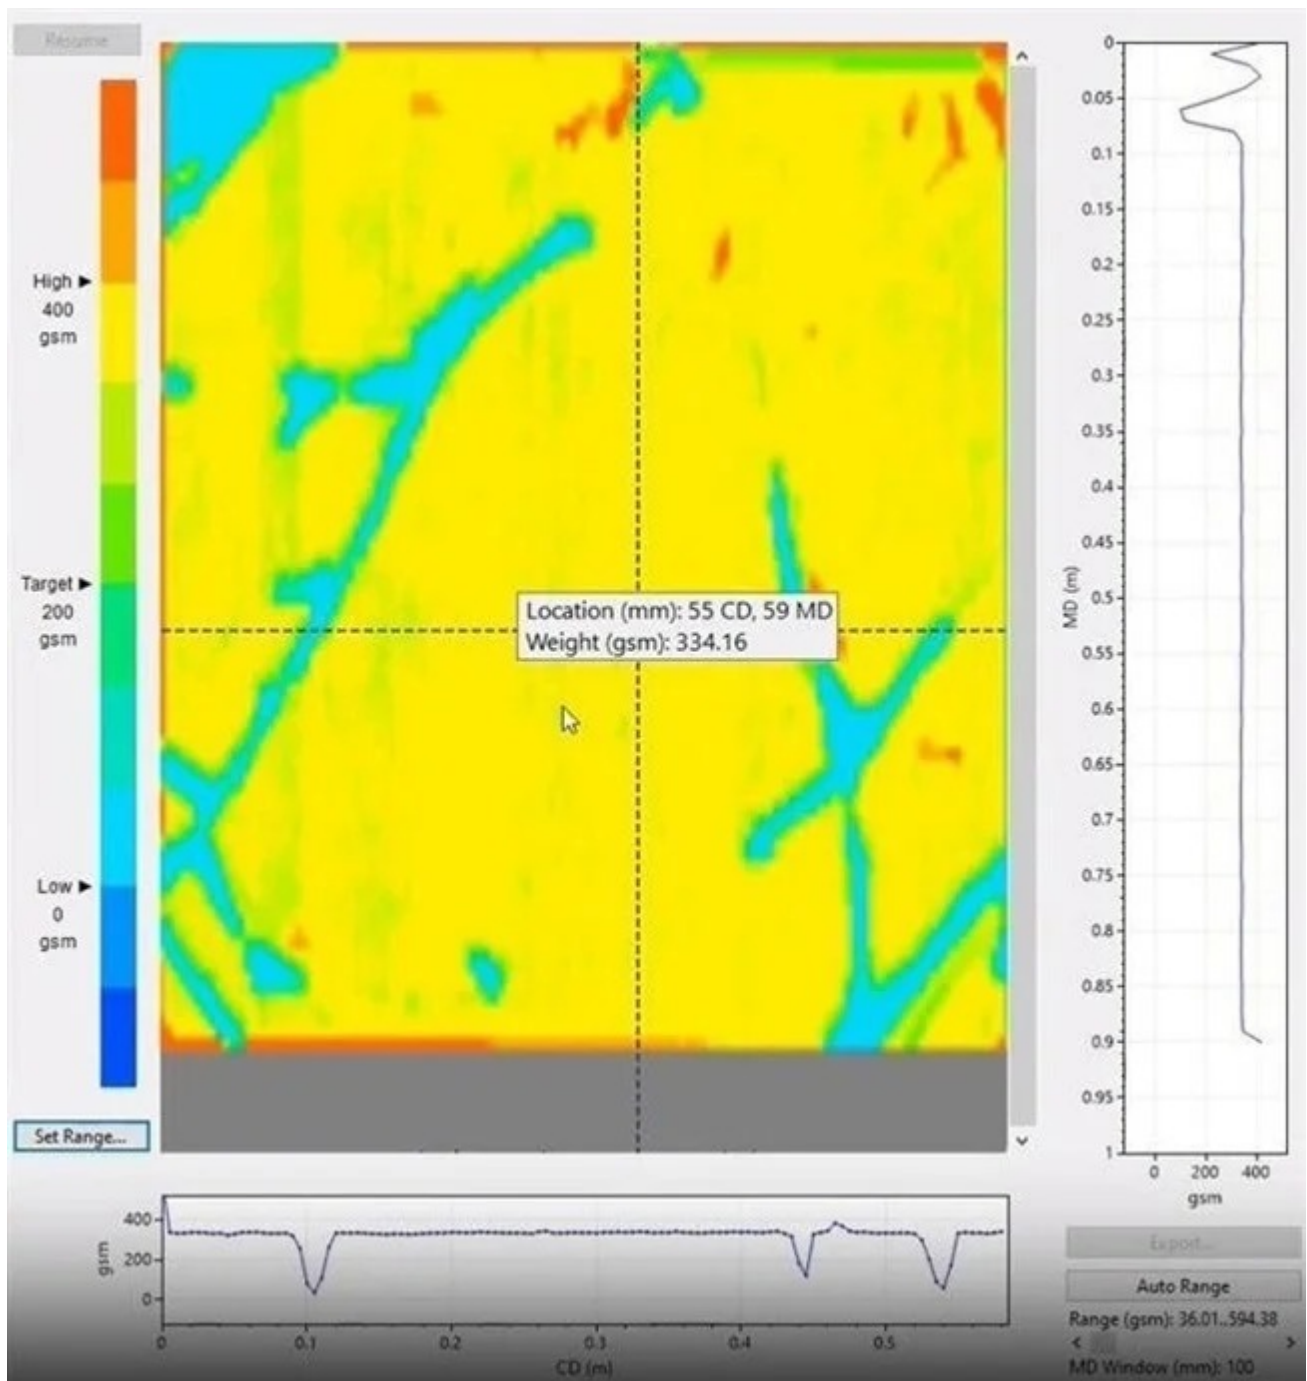 Resume
High
400
gsm
Target
200
gsm
Low
0
gsm
Set Range...
Location (mm): 55 CD, 59 MD
Weight (gsm): 334.16
0
0.05
0.1
0.15
0.2
0.25
0.3
0.35
0.4
0.45
0.5
0.55
0.6
0.65
0.7
0.75
0.8
0.85
0.9
0.95
1
MD (m)
0 200 400
gsm
400
200
0
gsm
0 0.1 0.2 0.3 0.4 0.5
CD (m)
Export...
Auto Range
Range (gsm): 36.01..594.38
MD Window (mm): 100